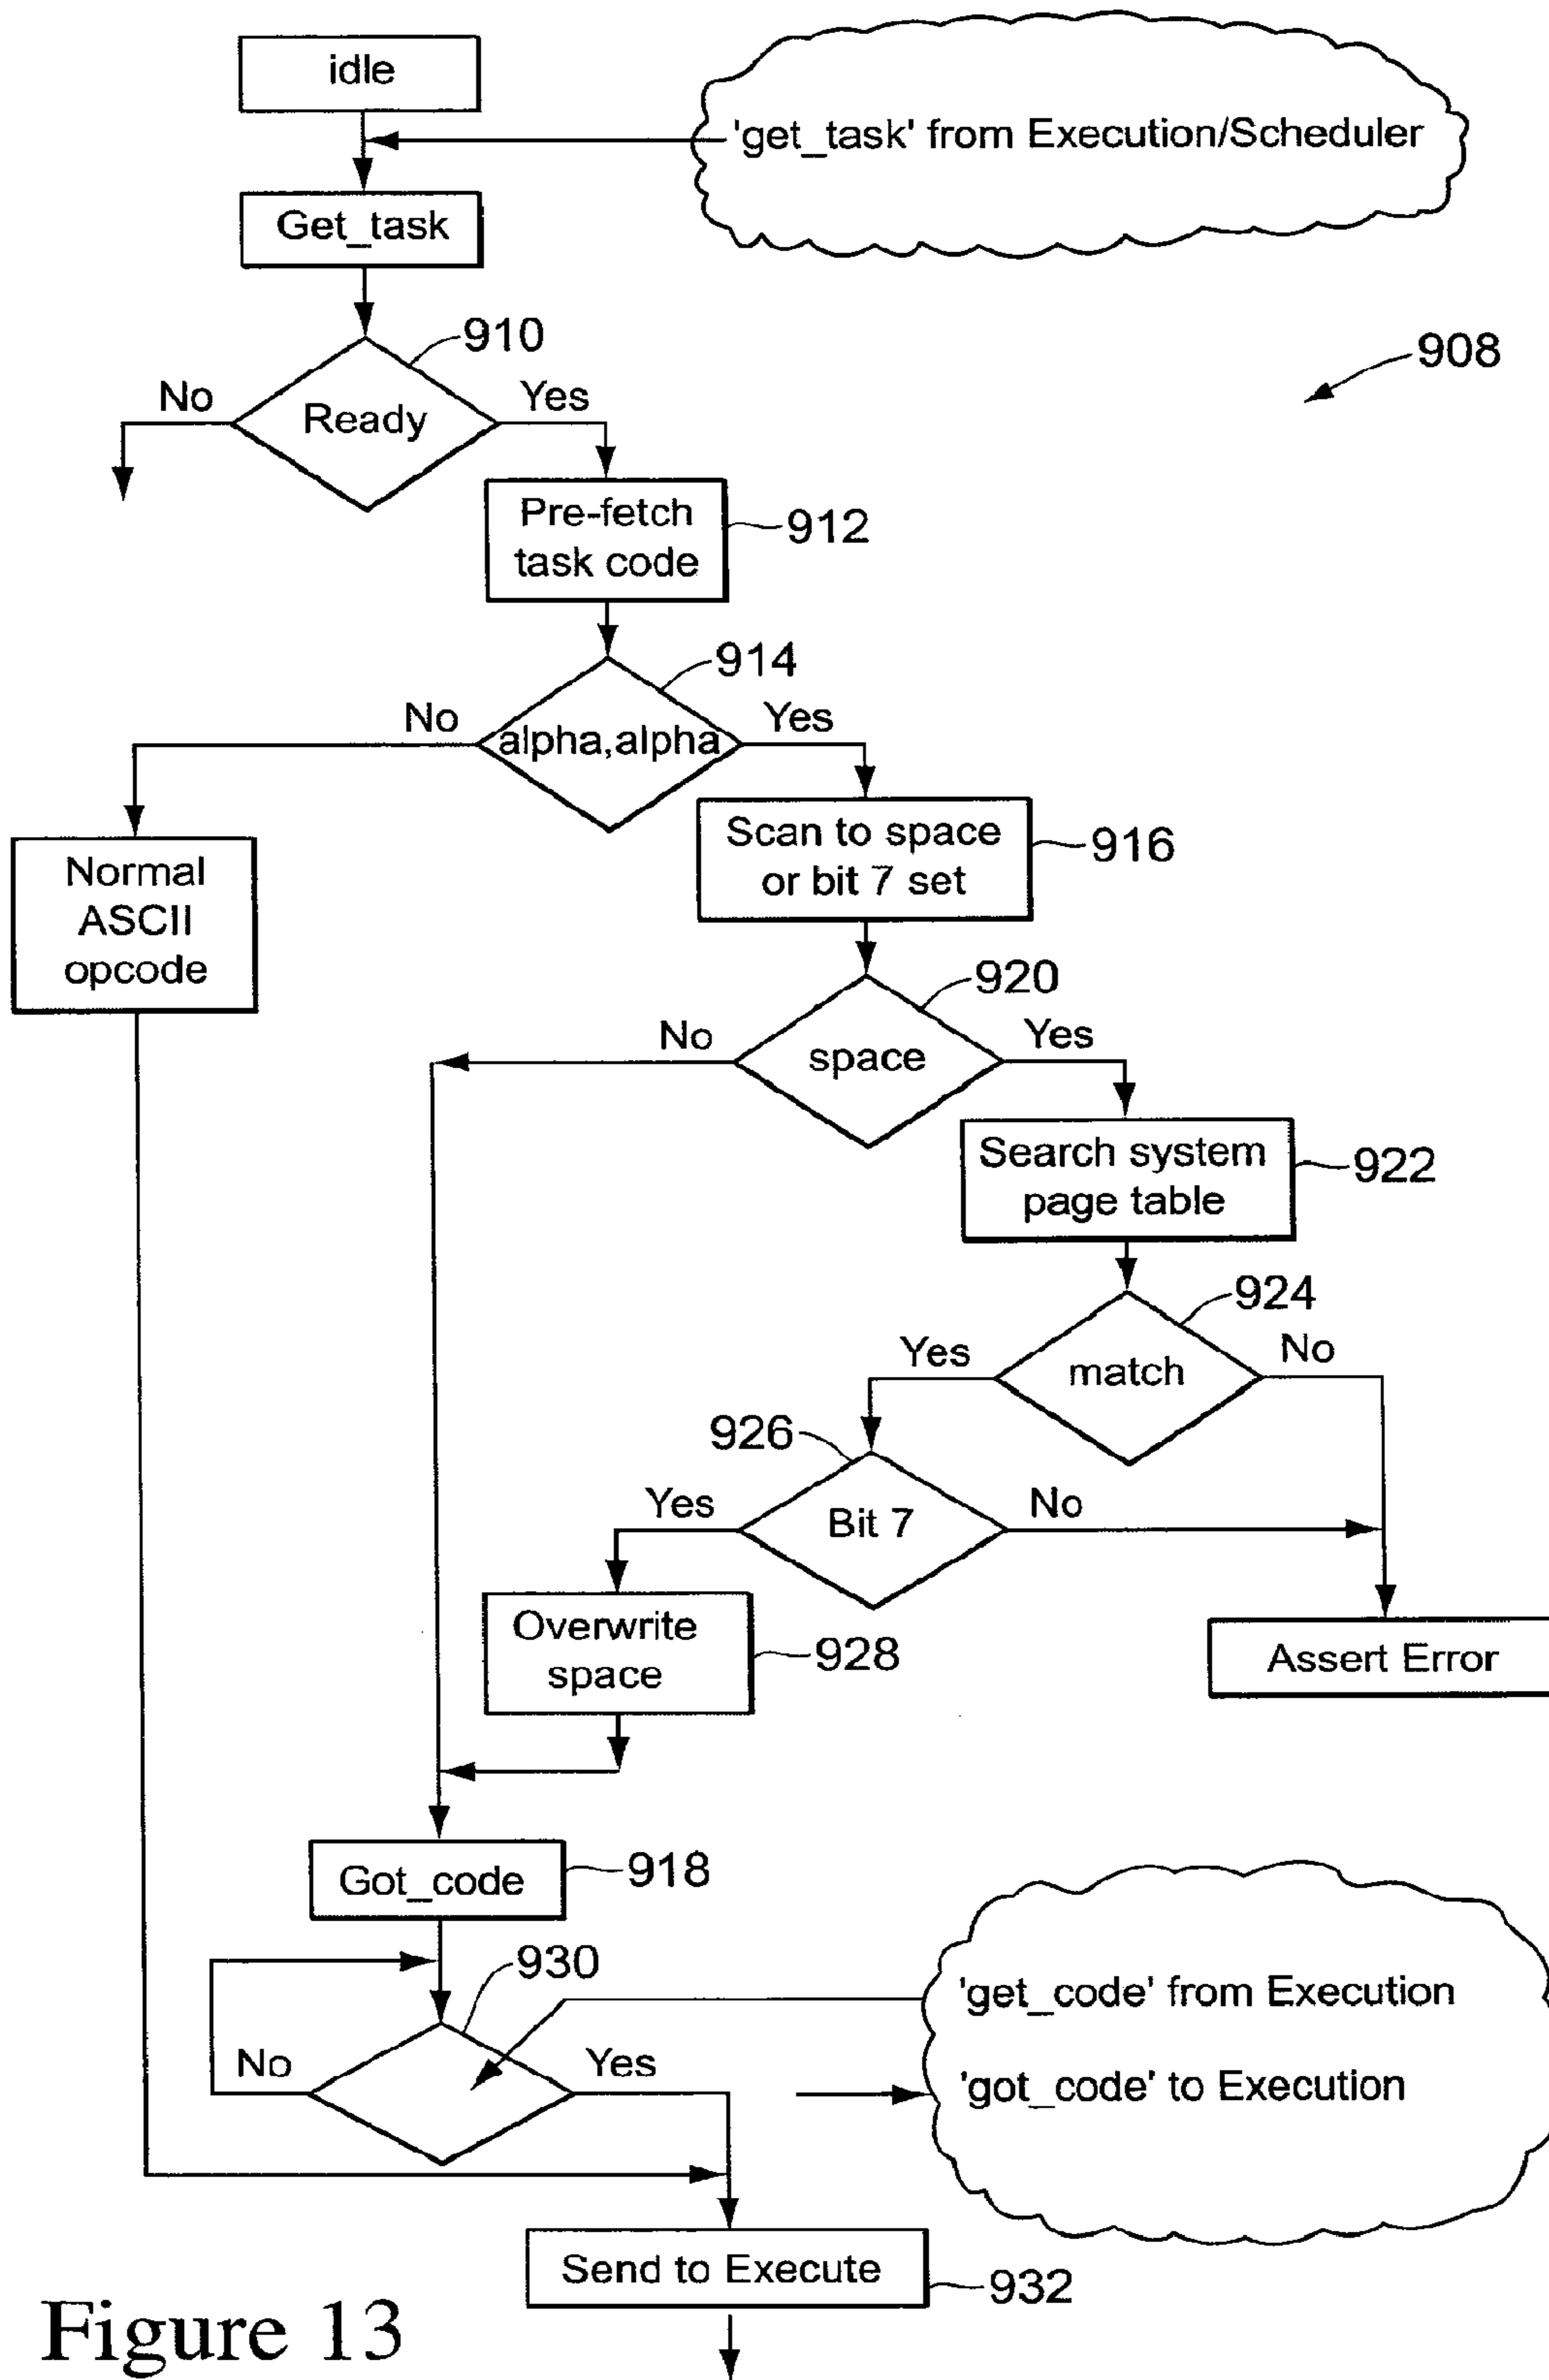 idle
'get_task' from Execution/Scheduler
Get_task
910
908
No
Yes
Ready
Pre-fetch
task code
912
914
No
Yes
alpha,alpha
Scan to space
or bit 7 set
916
Normal
ASCII
opcode
920
No
Yes
space
Search system
page table
922
924
Yes
No
match
926
Yes
No
Bit 7
Overwrite
space
928
Assert Error
Got_code
918
930
'get_code' from Execution
No
Yes
'got_code' to Execution
Send to Execute
932
Figure 13